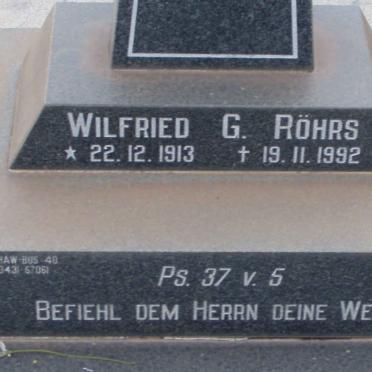 WILFRIED G. RÖHRS
* 22.12.1913 † 19.11.1992
Ps. 37 v. 5
BEFIEHL DEM HERRN DEINE WE